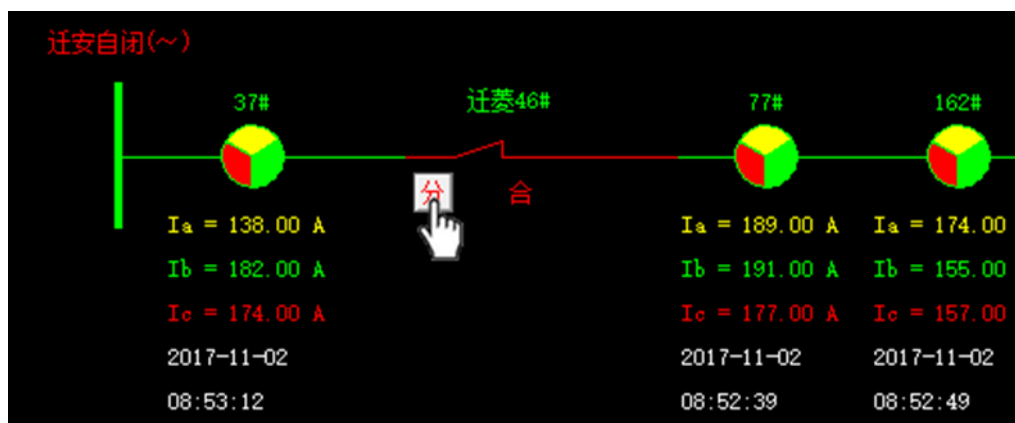 迁安自闭(~)
37# 迁菱46# 77# 162#
分 合
Ia = 138.00 A Ia = 189.00 A Ia = 174.00
Ib = 182.00 A Ib = 191.00 A Ib = 155.00
Ic = 174.00 A Ic = 177.00 A Ic = 157.00
2017-11-02 2017-11-02 2017-11-02
08:53:12 08:52:39 08:52:49